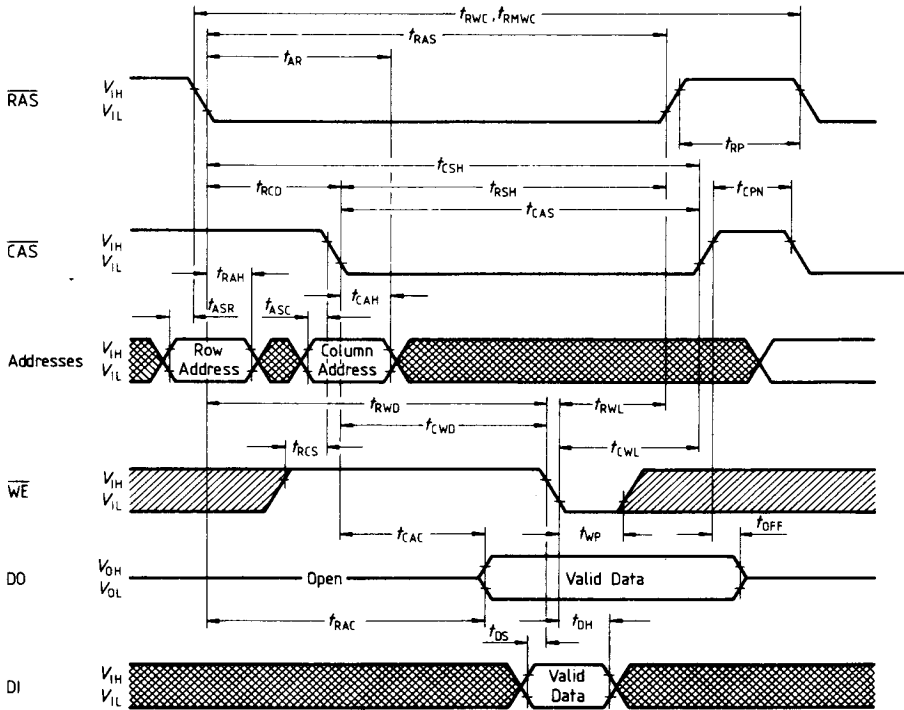 tRWC, tRMWC
tRAS
tAR
RAS
VIH
VIL
tRP
tCSH
tRCD
tRSH
tCPN
tCAS
CAS
VIH
VIL
tRAH
tASR
tASC
tCAH
Addresses
VIH
VIL
Row
Address
Column
Address
tRWD
tRWL
tCWD
tRCS
tCWL
WE
VIH
VIL
tCAC
tWP
tOFF
DO
VOH
VOL
Open
Valid Data
tRAC
tDS
tDH
DI
VIH
VIL
Valid
Data